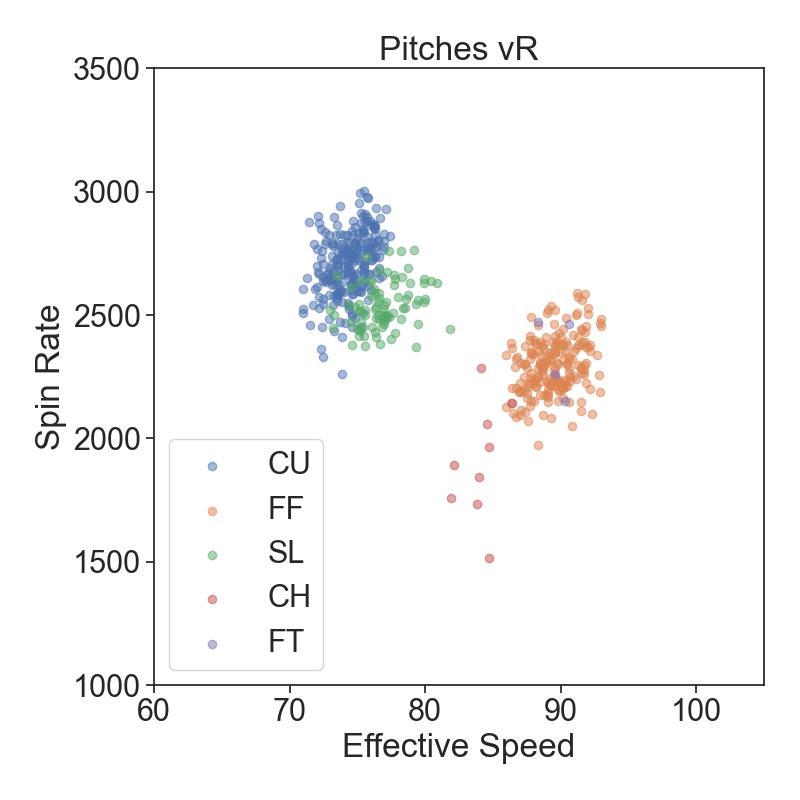 Pitches vR
3500
3000
2500
2000
1500
1000
Spin Rate
CU
FF
SL
CH
FT
60 70 80 90 100
Effective Speed